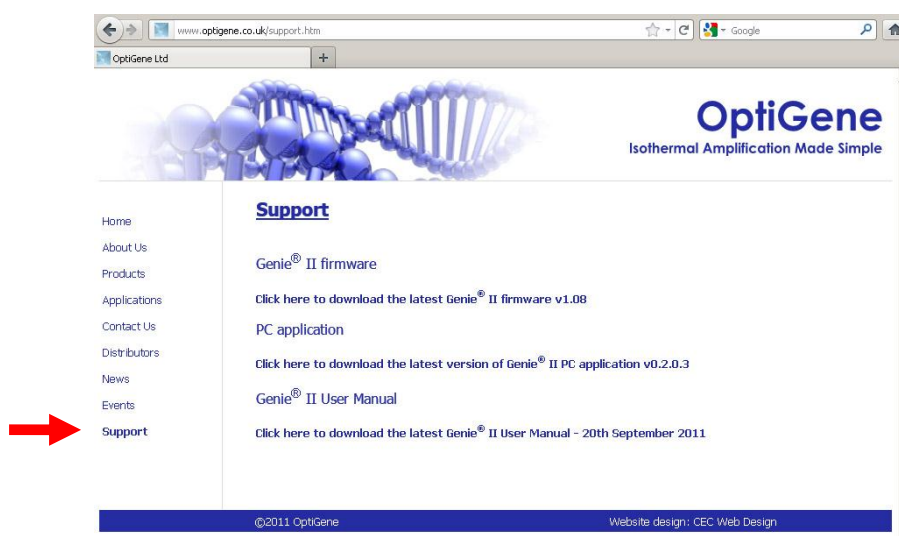 www.optigene.co.uk/support.htm
Google
OptiGene Ltd
OptiGene
Isothermal Amplification Made Simple
Support
Home
About Us
Products
Applications
Contact Us
Distributors
News
Events
Support
Genie® II firmware
Click here to download the latest Genie® II firmware v1.08
PC application
Click here to download the latest version of Genie® II PC application v0.2.0.3
Genie® II User Manual
Click here to download the latest Genie® II User Manual - 20th September 2011
©2011 OptiGene
Website design: CEC Web Design